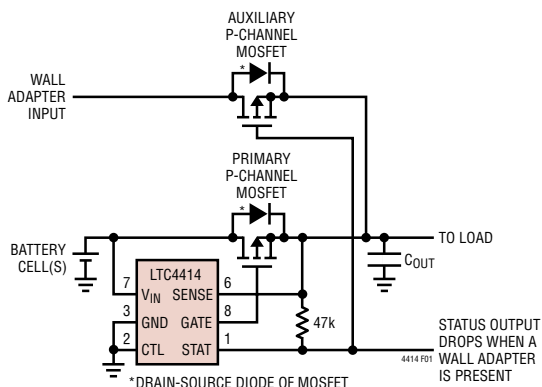 AUXILIARY
P-CHANNEL
MOSFET
*
WALL
ADAPTER
INPUT
PRIMARY
P-CHANNEL
MOSFET
*
BATTERY
CELL(S)
TO LOAD
COUT
LTC4414
7
VIN
SENSE
6
3
GND
GATE
8
2
CTL
STAT
1
47k
STATUS OUTPUT
DROPS WHEN A
WALL ADAPTER
IS PRESENT
4414 F01
*DRAIN-SOURCE DIODE OF MOSFET